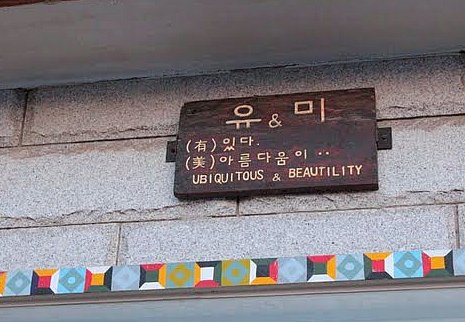 유 & 미
(有) 있다.
(美) 아름다움이 ··
UBIQUITOUS & BEAUTILITY